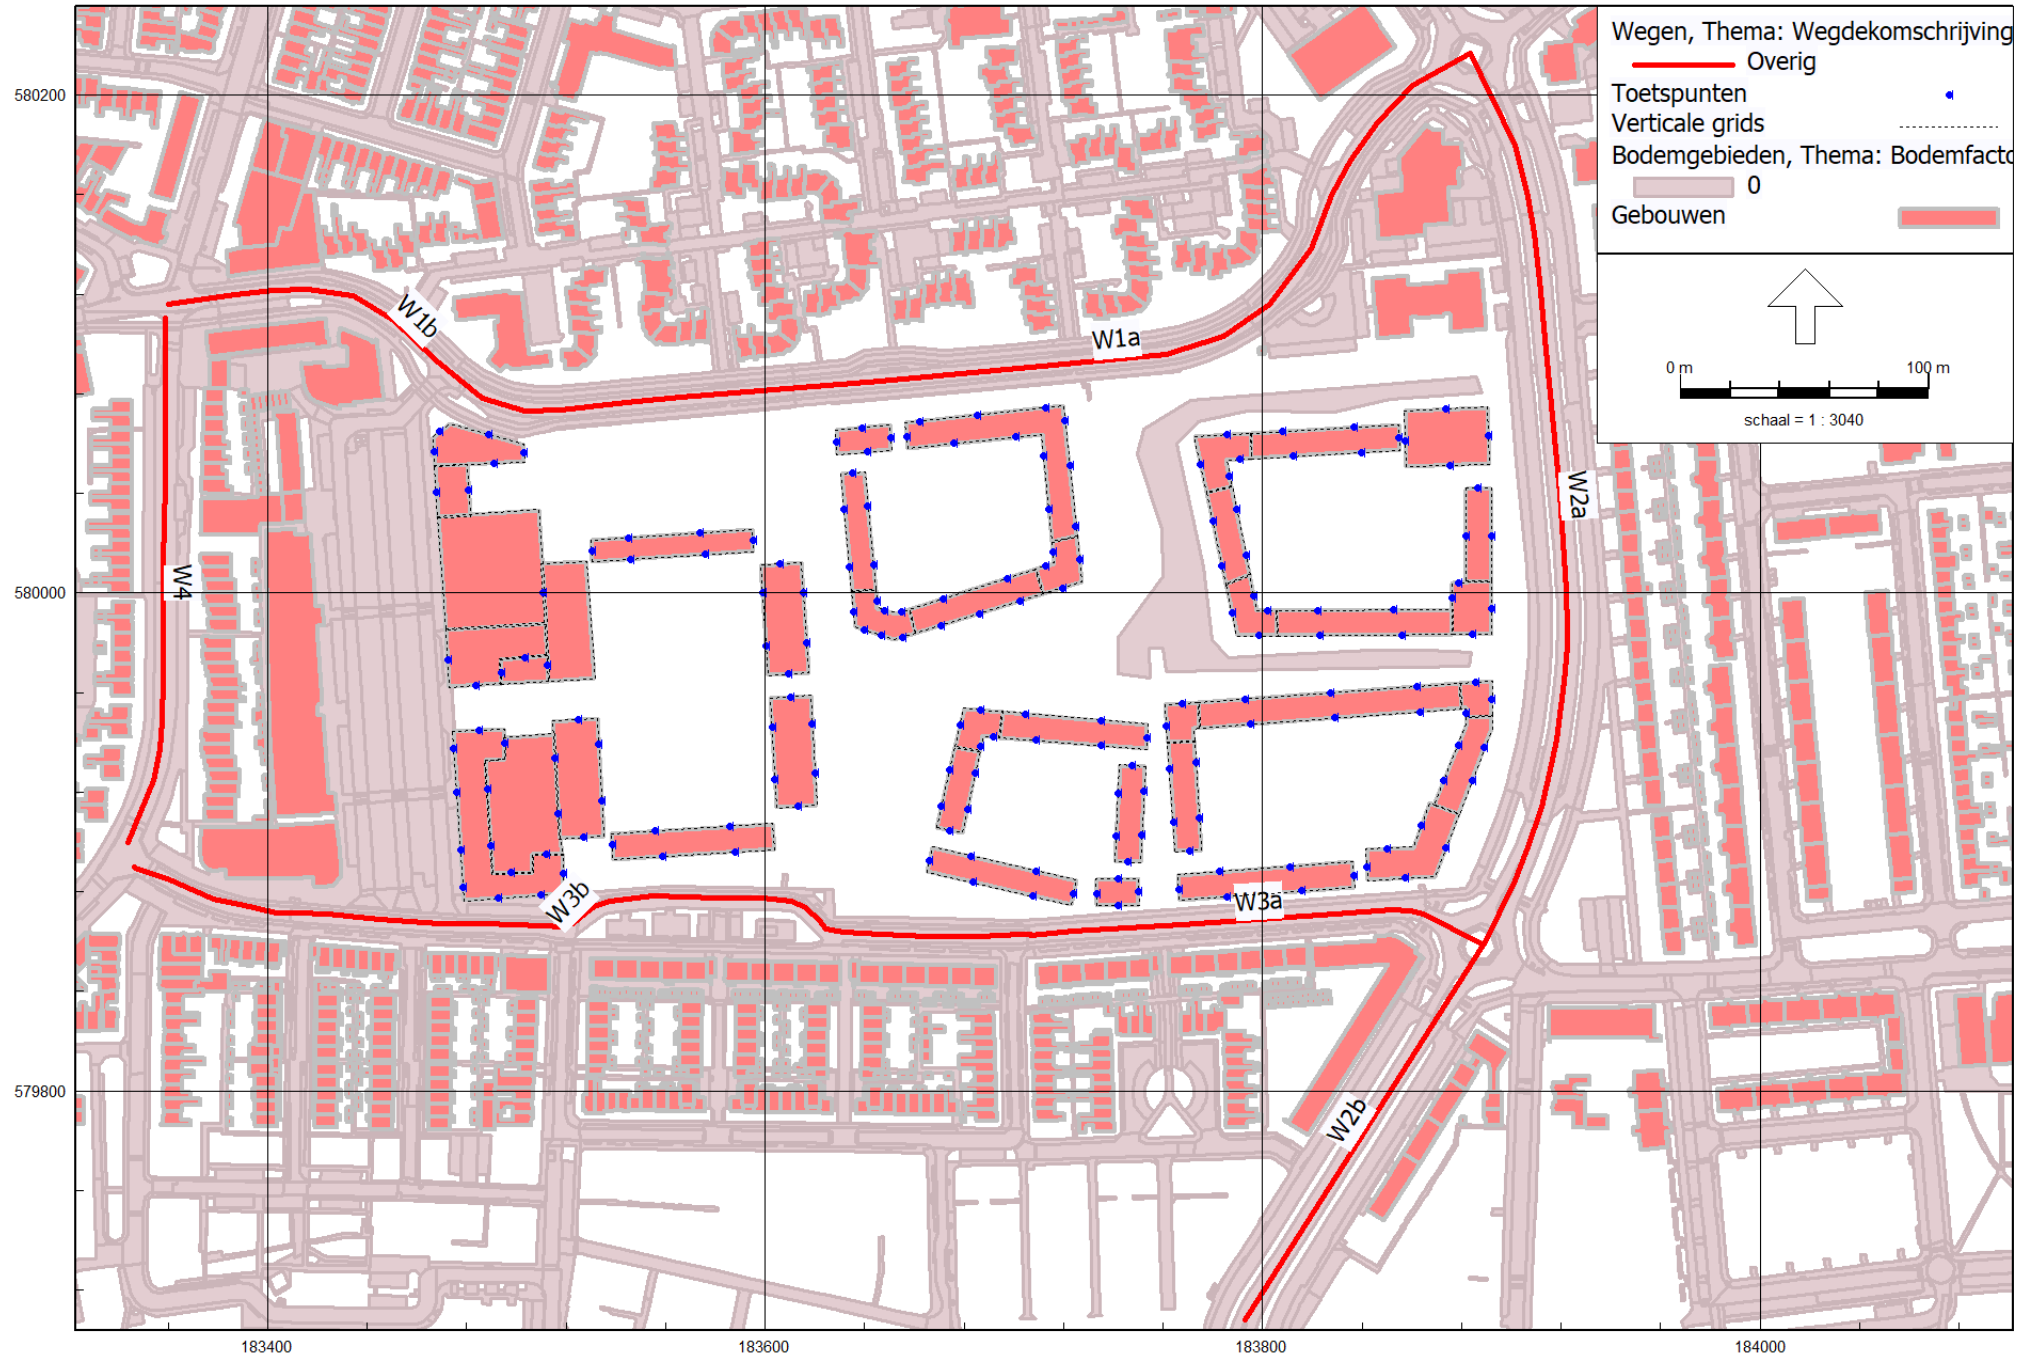 Wegen, Thema: Wegdekomschrijving
Overig
Toetspunten
Verticale grids
Bodemgebieden, Thema: Bodemfacto
0
Gebouwen
0 m 100 m
schaal = 1 : 3040
580200
580000
579800
183400 183600 183800 184000
W1b
W1a
W2a
W4
W3b
W3a
W2b